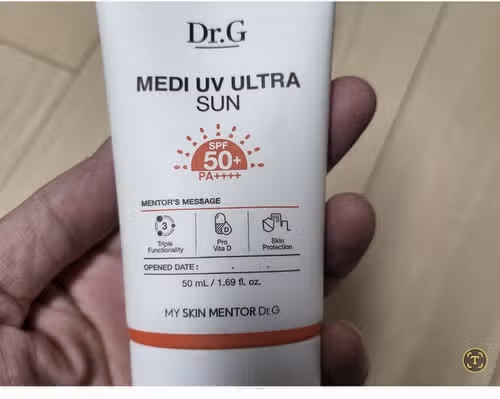 Dr.G
MEDI UV ULTRA
SUN
SPF
50+
PA++++
MENTOR'S MESSAGE
3
Triple
Functionality
D
Pro
Vita D
Skin
Protection
OPENED DATE : . .
50 mL / 1.69 fl. oz.
MY SKIN MENTOR Dr.G
T